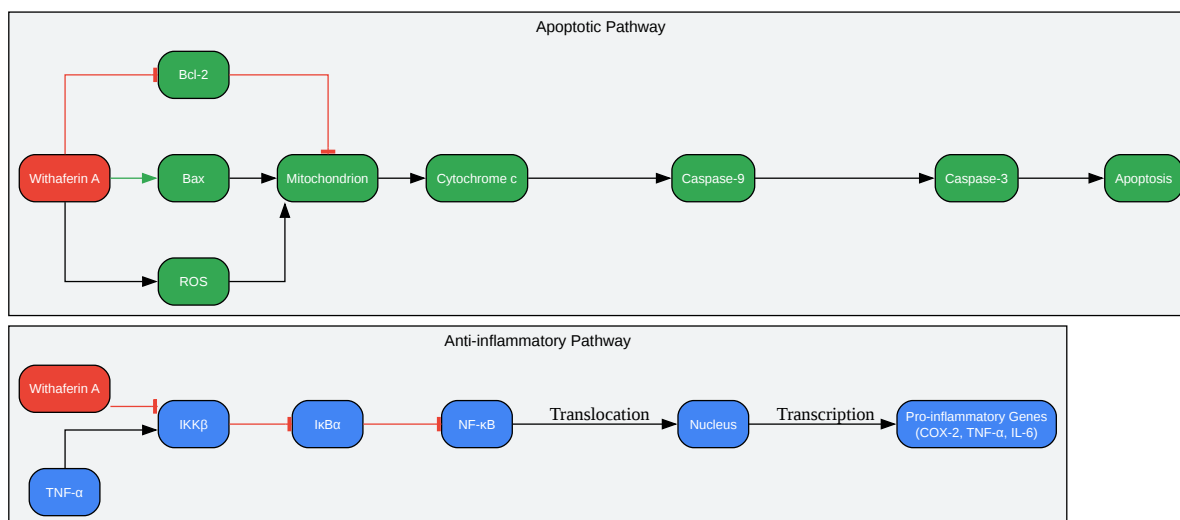 Apoptotic Pathway
Bcl-2
Withaferin A
Bax
Mitochondrion
Cytochrome c
Caspase-9
Caspase-3
Apoptosis
ROS
Anti-inflammatory Pathway
Withaferin A
IKKβ
IκBα
NF-κB
Translocation
Nucleus
Transcription
Pro-inflammatory Genes
(COX-2, TNF-α, IL-6)
TNF-α